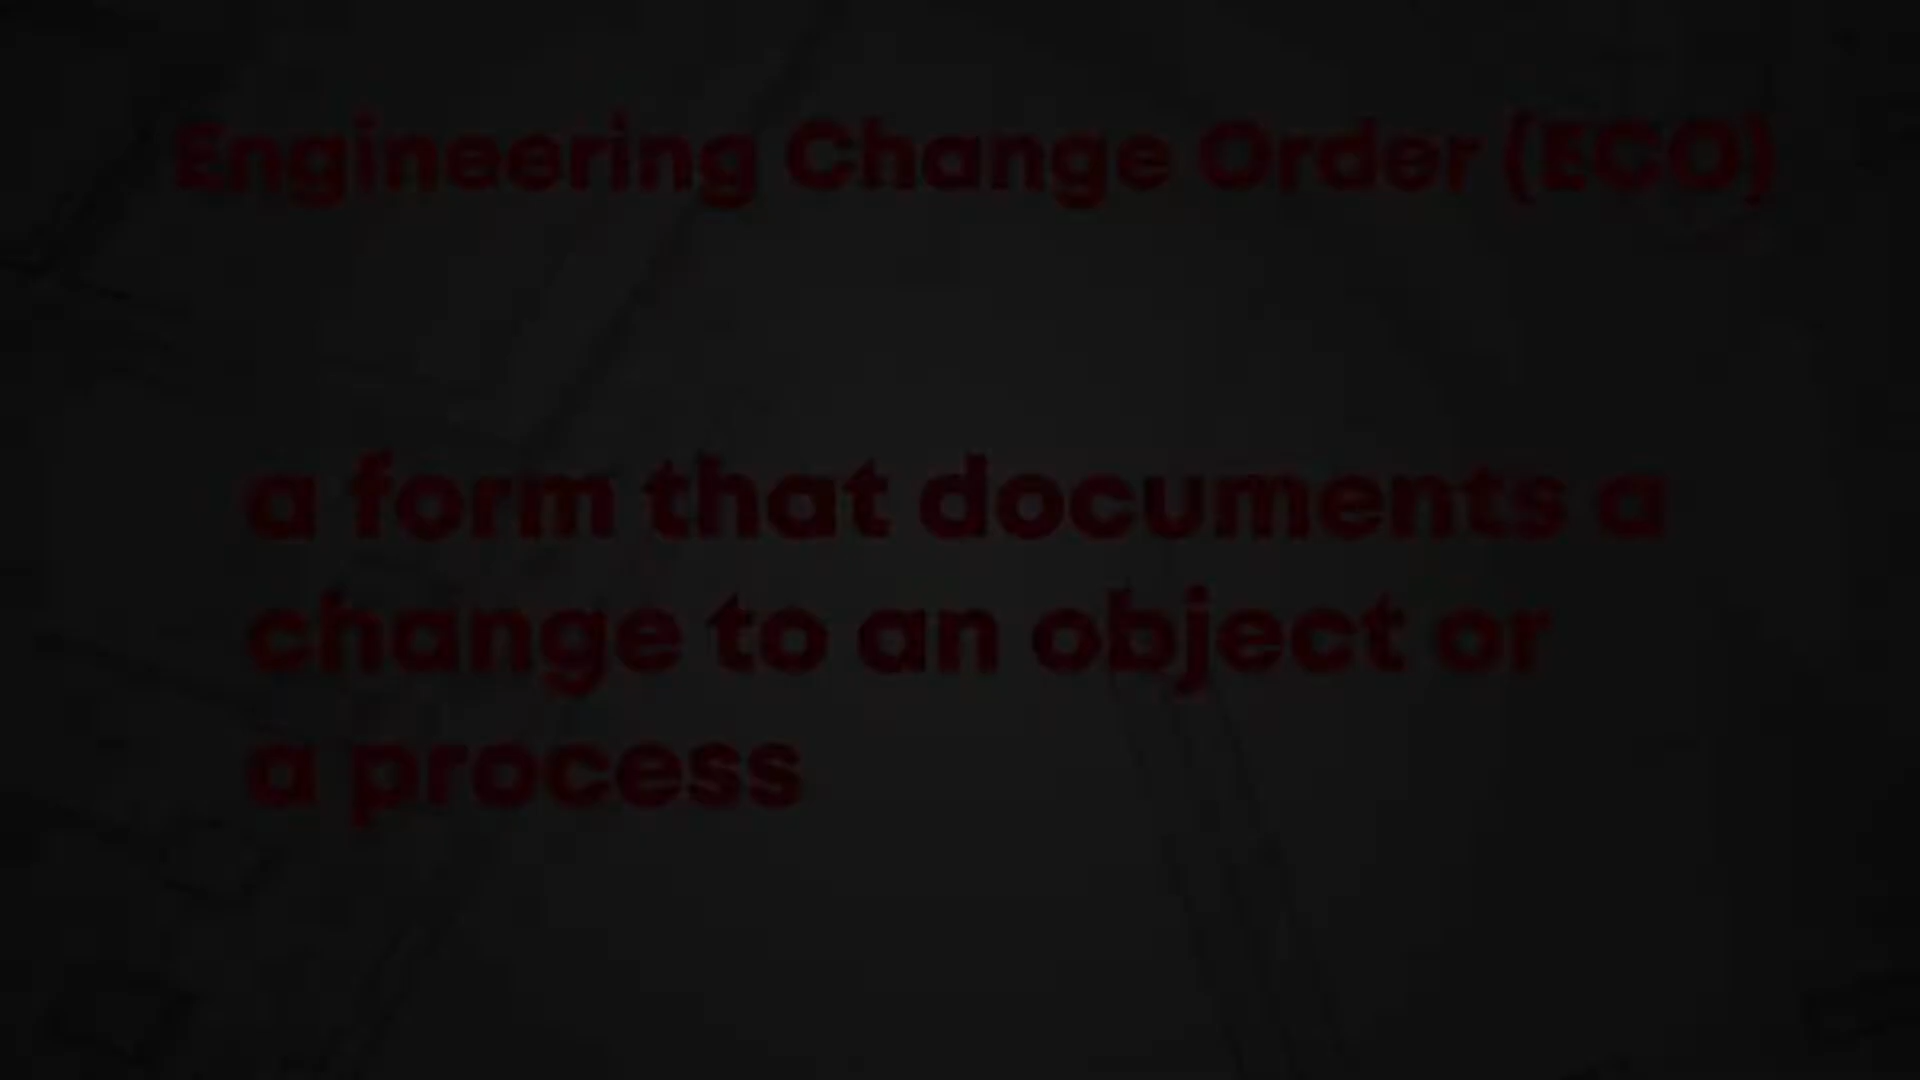 Engineering Change Order (ECO)
a form that documents a
change to an object or
a process